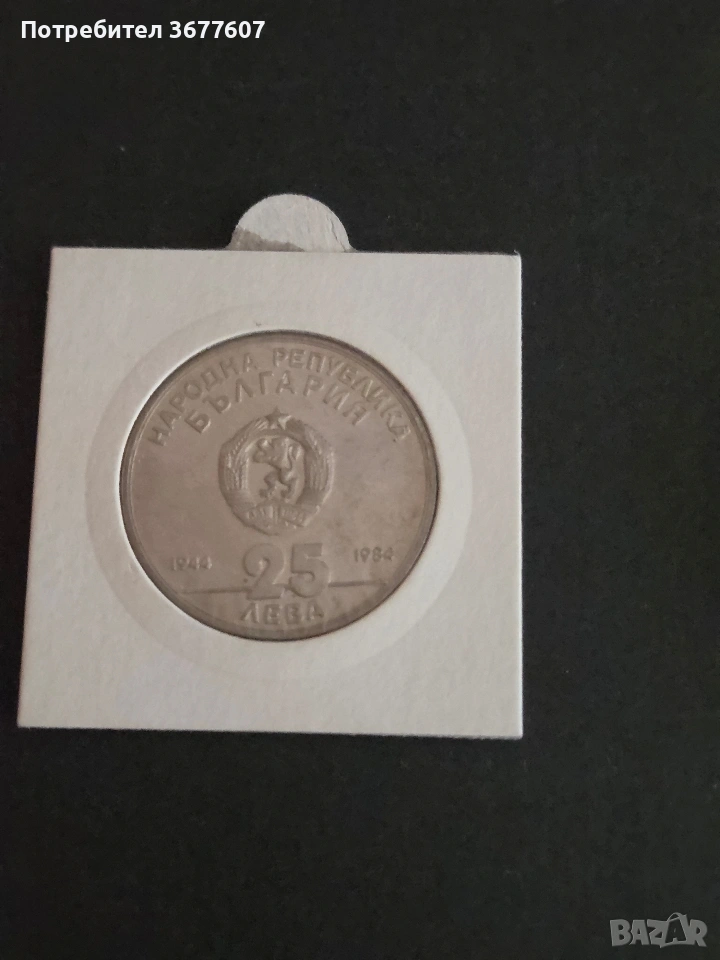 Потребител 3677607
НАРОДНА РЕПУБЛИКА
БЪЛГАРИЯ
1944 25 1984
ЛЕВА
BAZAR